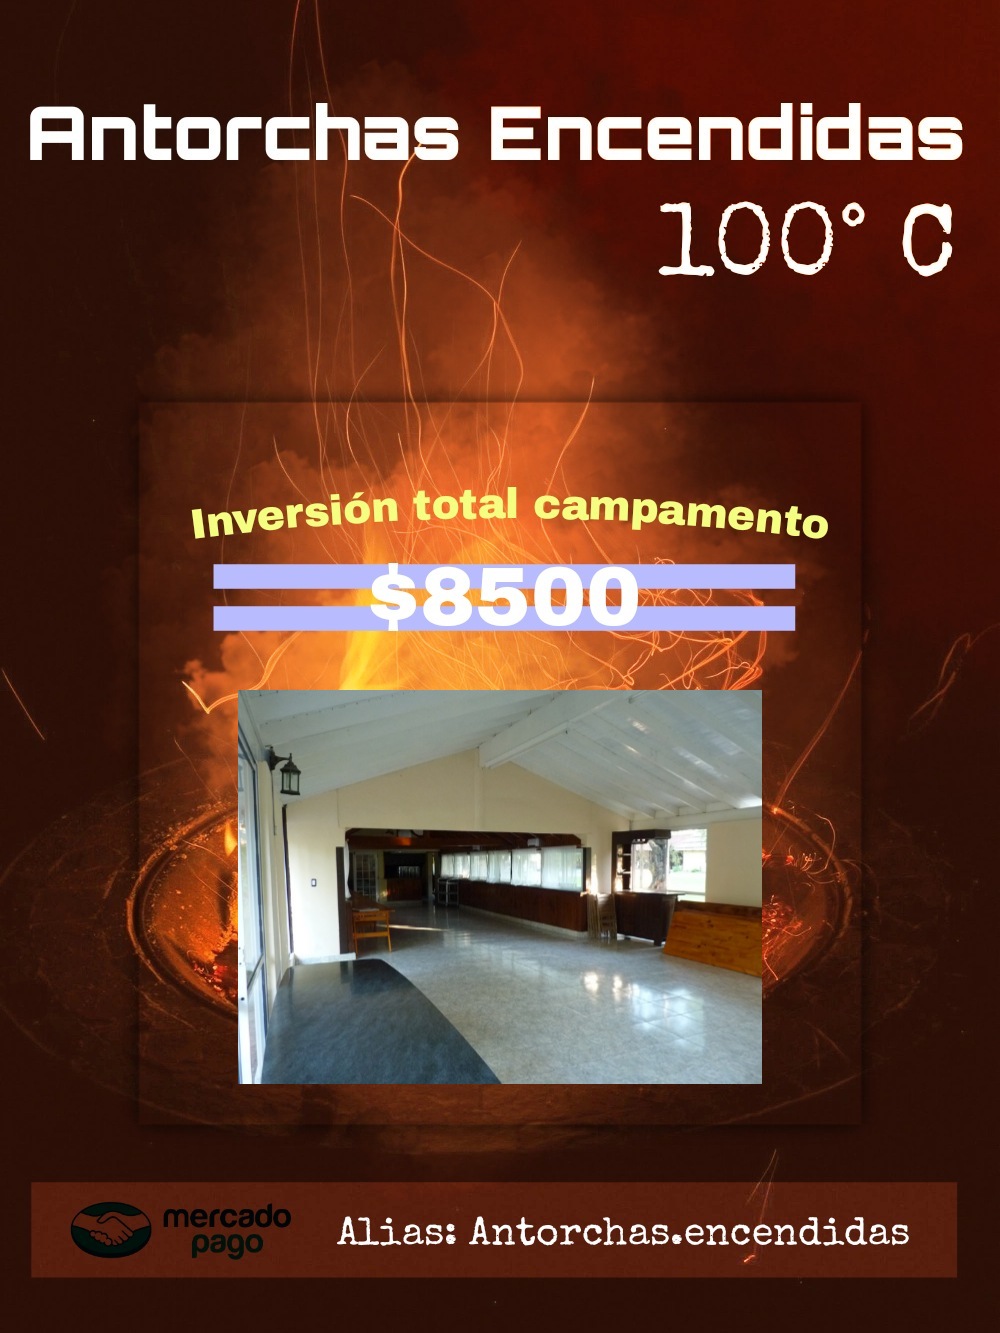 Antorchas Encendidas
100° C
Inversión total campamento
$8500
mercado
pago
Alias: Antorchas.encendidas